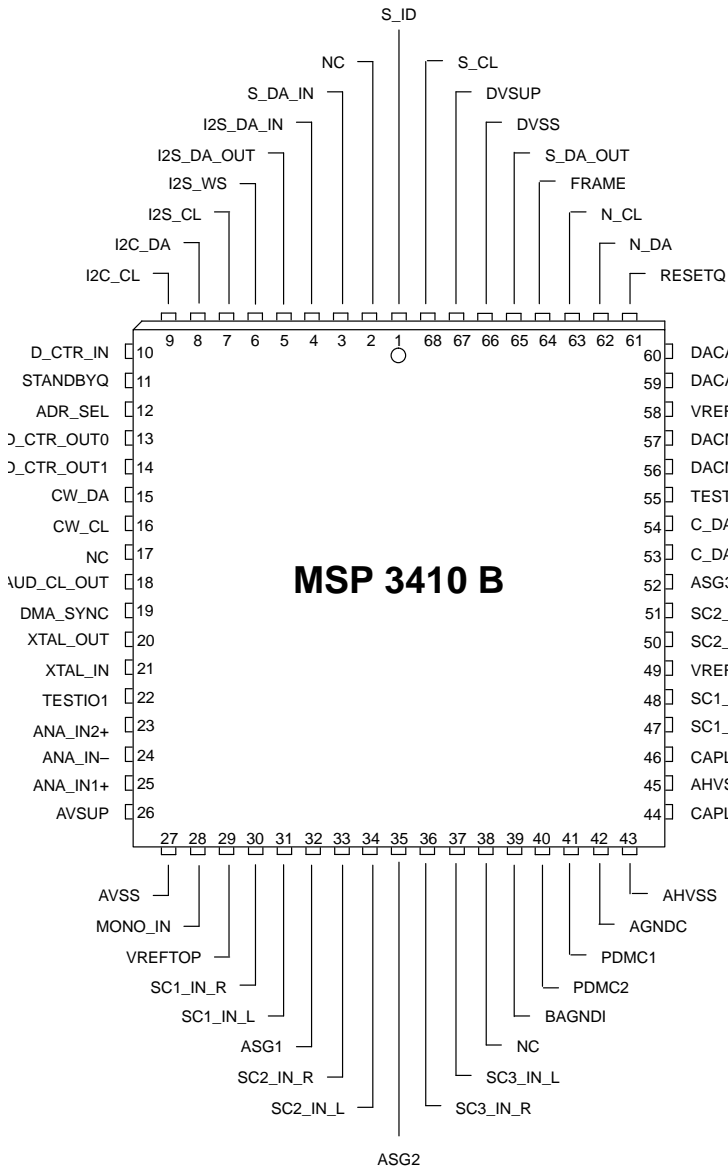 S_ID
NC
S_CL
S_DA_IN
DVSUP
I2S_DA_IN
DVSS
I2S_DA_OUT
S_DA_OUT
I2S_WS
FRAME
I2S_CL
N_CL
I2C_DA
N_DA
I2C_CL
RESETQ
9 8 7 6 5 4 3 2 1 68 67 66 65 64 63 62 61
D_CTR_IN 10
60
STANDBYQ 11
59
ADR_SEL 12
58
13
57
14
56
CW_DA 15
55
CW_CL 16
54
NC 17
53
18
52
DMA_SYNC 19
51
XTAL_OUT 20
50
XTAL_IN 21
49
TESTIO1 22
48
ANA_IN2+ 23
47
ANA_IN– 24
46
ANA_IN1+ 25
45
AVSUP 26
44
MSP 3410 B
27 28 29 30 31 32 33 34 35 36 37 38 39 40 41 42 43
AVSS
AHVSS
MONO_IN
AGNDC
VREFTOP
PDMC1
SC1_IN_R
PDMC2
SC1_IN_L
BAGNDI
ASG1
NC
SC2_IN_R
SC3_IN_L
SC2_IN_L
SC3_IN_R
ASG2